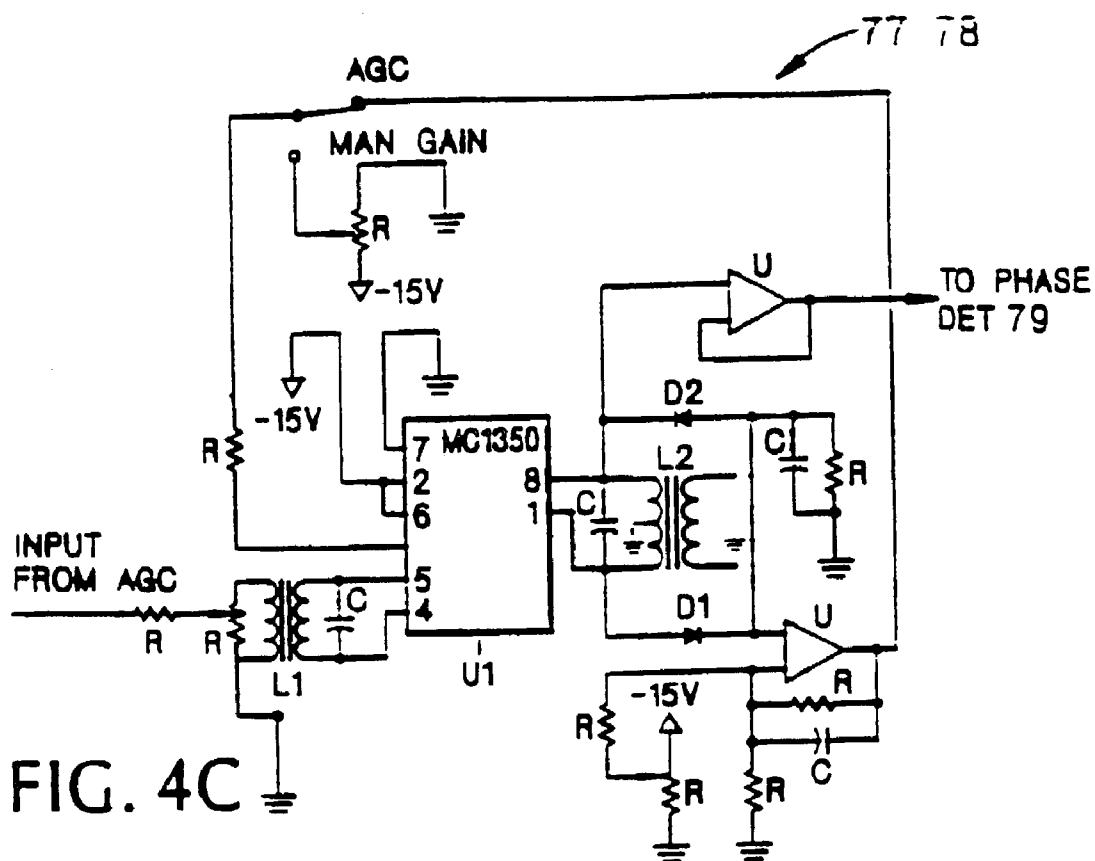 77 78
AGC
MAN GAIN
R
-15V
U
TO PHASE
DET 79
-15V
D2
R
7
MC1350
2
8
L2
C
R
6
1
C
INPUT
FROM AGC
5
C
D1
U
4
R
R
L1
U1
-15V
R
R
C
R
R
FIG. 4C